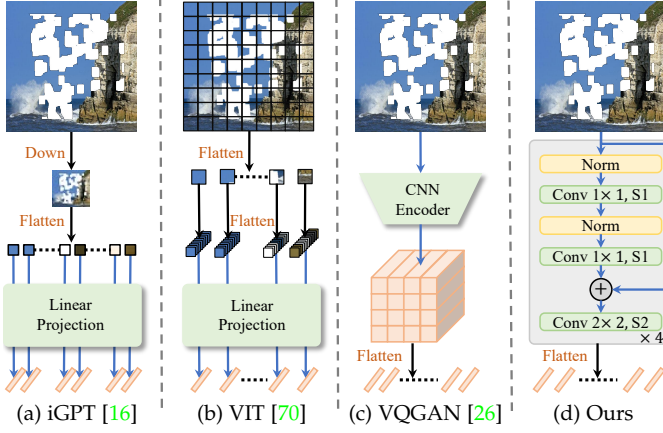 Down
Flatten
Linear
Projection
(a) iGPT [16]
Flatten
Flatten
Linear
Projection
(b) VIT [70]
CNN
Encoder
Flatten
(c) VQGAN [26]
Norm
Conv 1× 1, S1
Norm
Conv 1× 1, S1
+
Conv 2× 2, S2
× 4
Flatten
(d) Ours